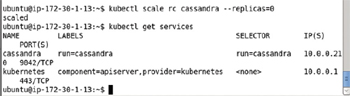 ubuntu@ip-172-30-1-13:~$ kubectl scale rc cassandra --replicas=0
scaled
ubuntu@ip-172-30-1-13:~$ kubectl get services
NAME LABELS SELECTOR IP(S)
PORT(S)
cassandra run=cassandra run=cassandra 10.0.0.21
0 9042/TCP
kubernetes component=apiserver,provider=kubernetes <none> 10.0.0.1
443/TCP
ubuntu@ip-172-30-1-13:~$